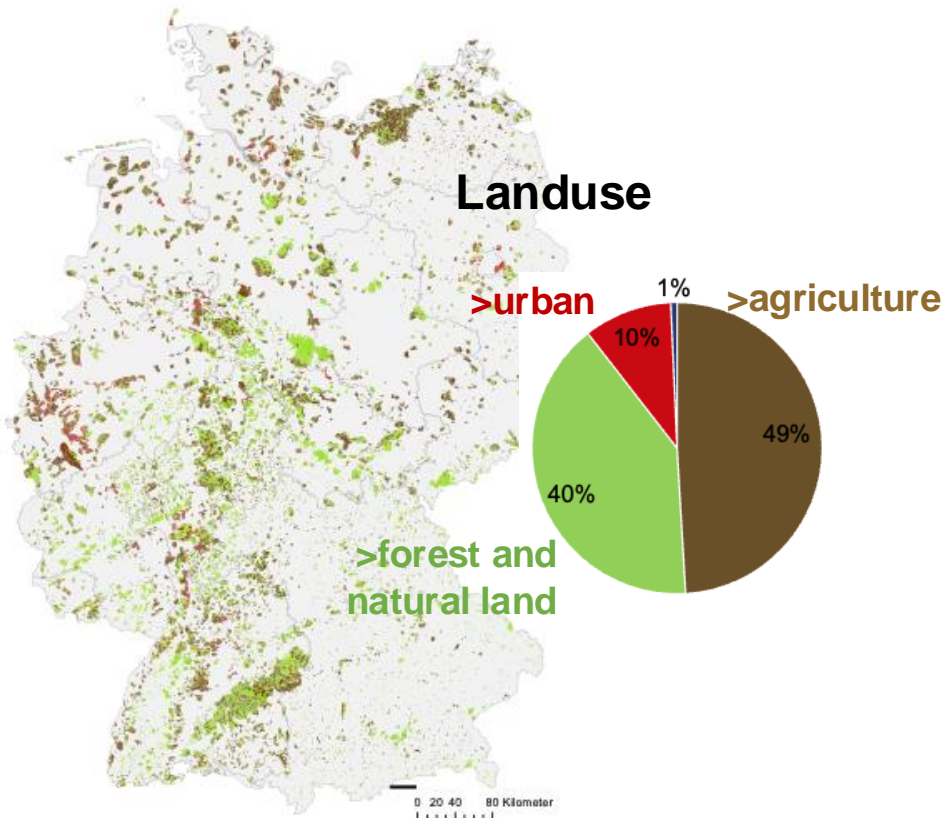 Landuse
>urban
1%
>agriculture
10%
49%
40%
>forest and
natural land
0 20 40 80 Kilometer